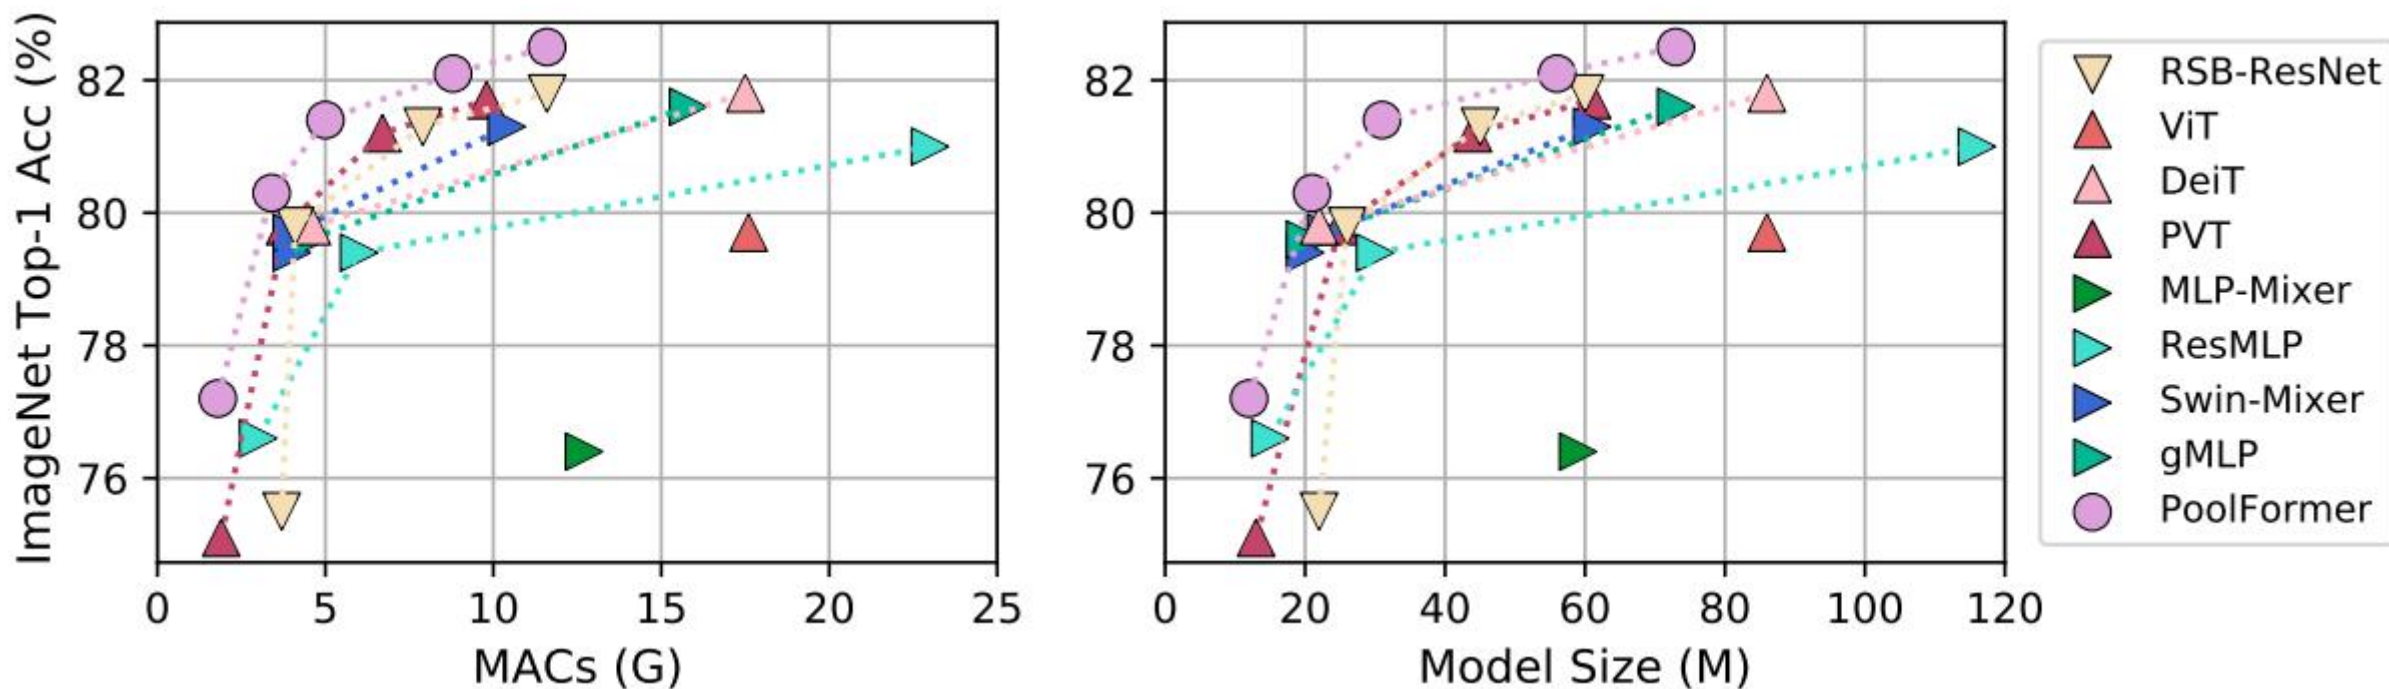 ImageNet Top-1 Acc (%)
82
80
78
76
0 5 10 15 20 25
MACs (G)
82
80
78
76
0 20 40 60 80 100 120
Model Size (M)
RSB-ResNet
ViT
DeiT
PVT
MLP-Mixer
ResMLP
Swin-Mixer
gMLP
PoolFormer